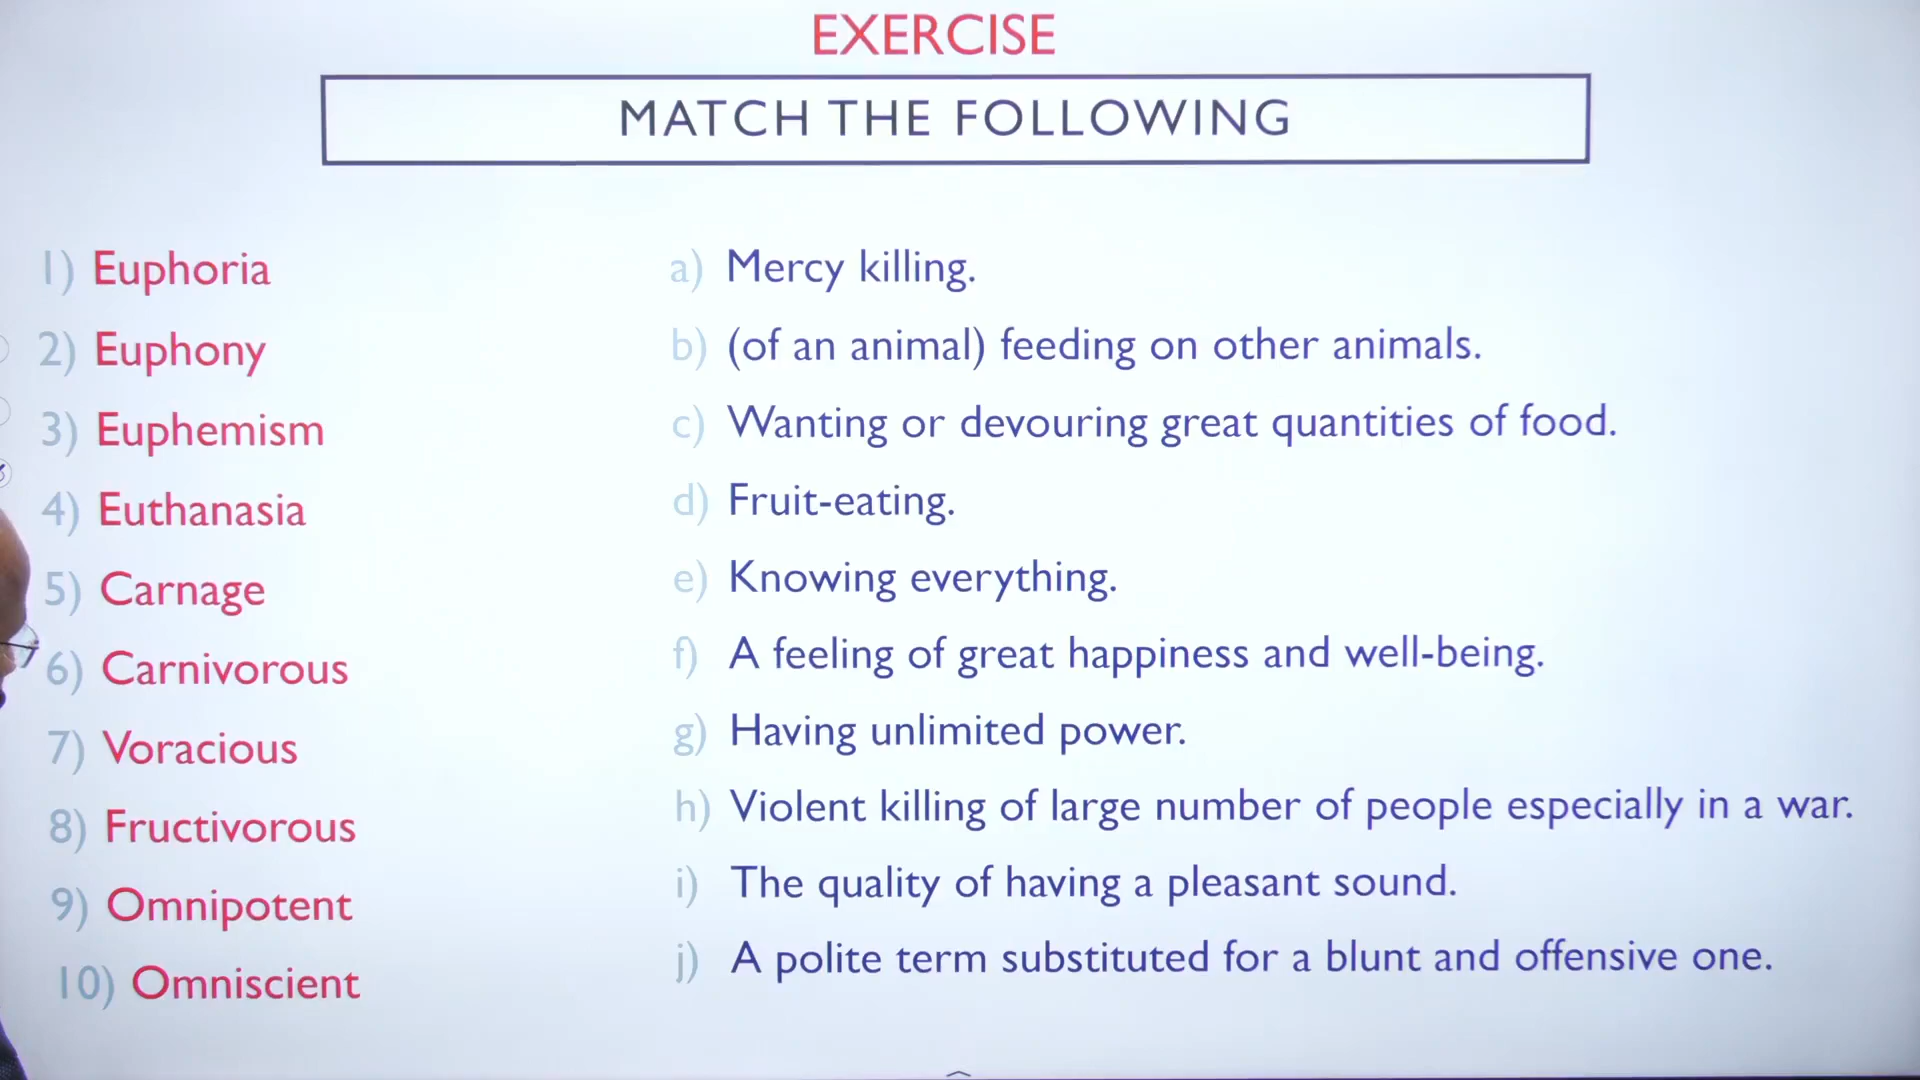 EXERCISE
MATCH THE FOLLOWING
1) Euphoria
2) Euphony
3) Euphemism
4) Euthanasia
5) Carnage
6) Carnivorous
7) Voracious
8) Fructivorous
9) Omnipotent
10) Omniscient
a) Mercy killing.
b) (of an animal) feeding on other animals.
c) Wanting or devouring great quantities of food.
d) Fruit-eating.
e) Knowing everything.
f) A feeling of great happiness and well-being.
g) Having unlimited power.
h) Violent killing of large number of people especially in a war.
i) The quality of having a pleasant sound.
j) A polite term substituted for a blunt and offensive one.